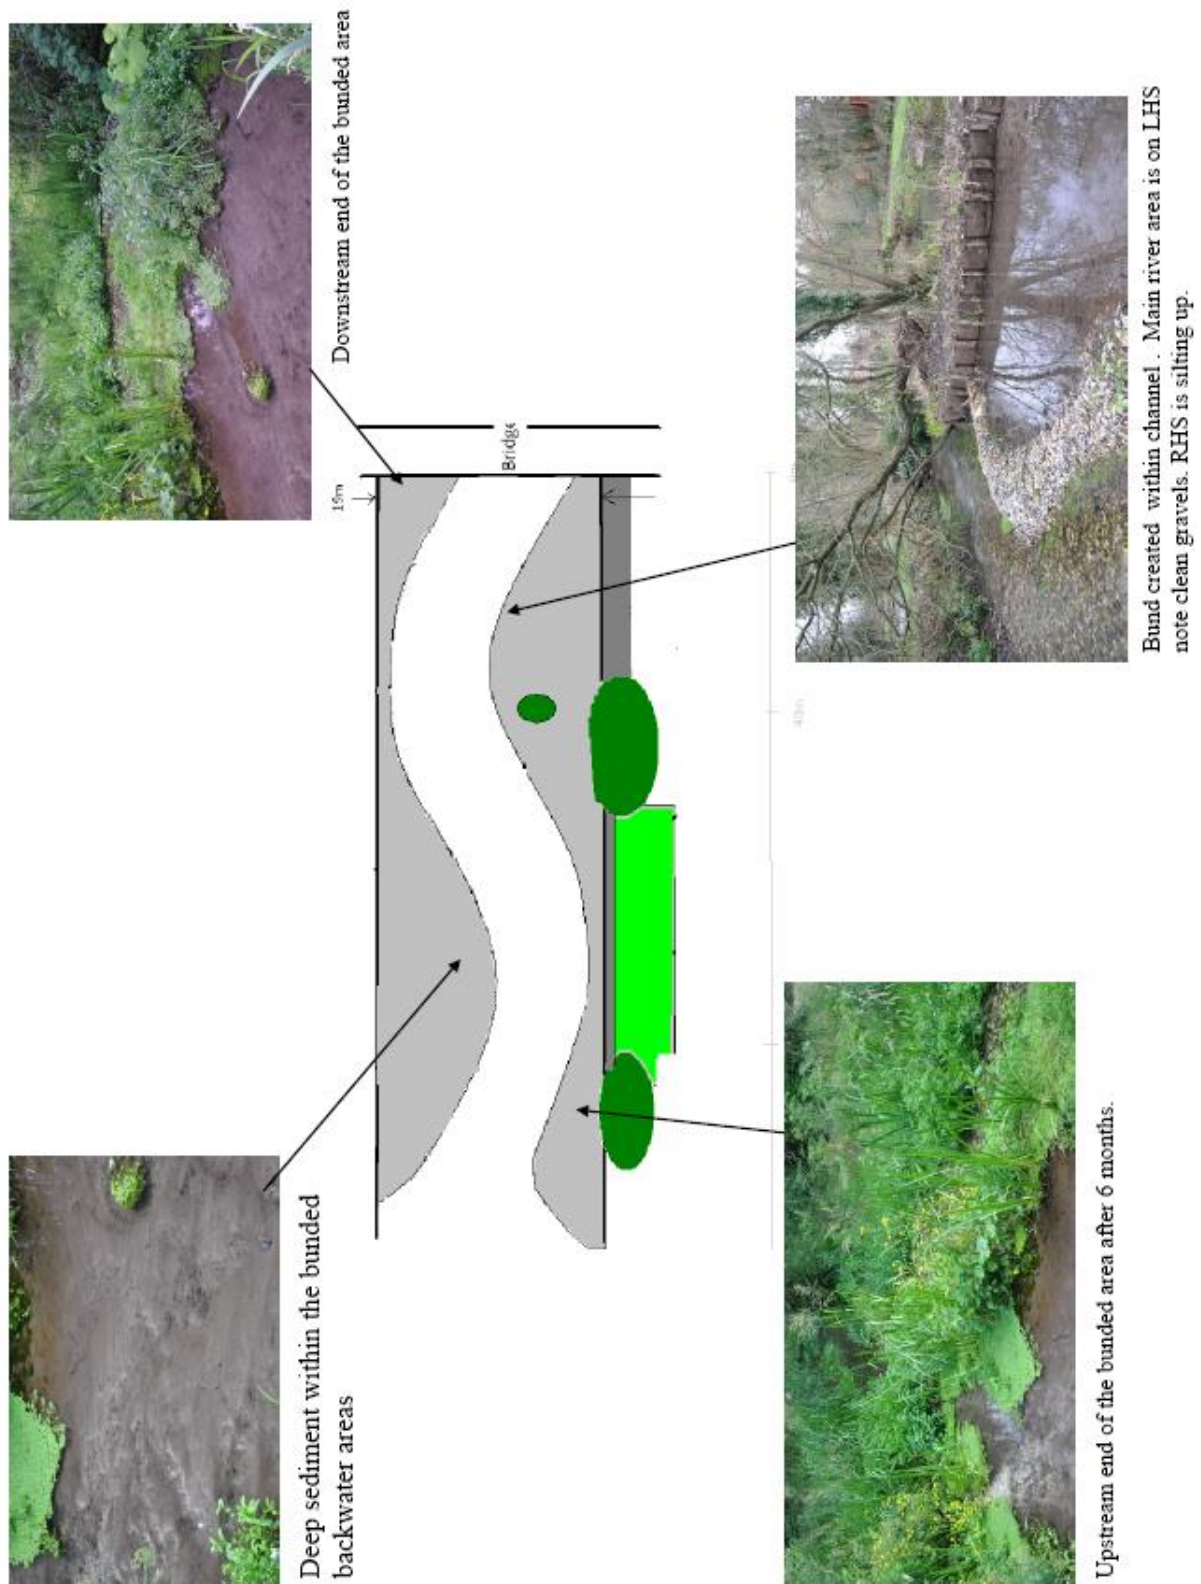 Downstream end of the bunded area
Bridge
15m
40m
Bund created within channel . Main river area is on LHS
note clean gravels. RHS is silting up.
Deep sediment within the bunded
backwater areas
Upstream end of the bunded area after 6 months.